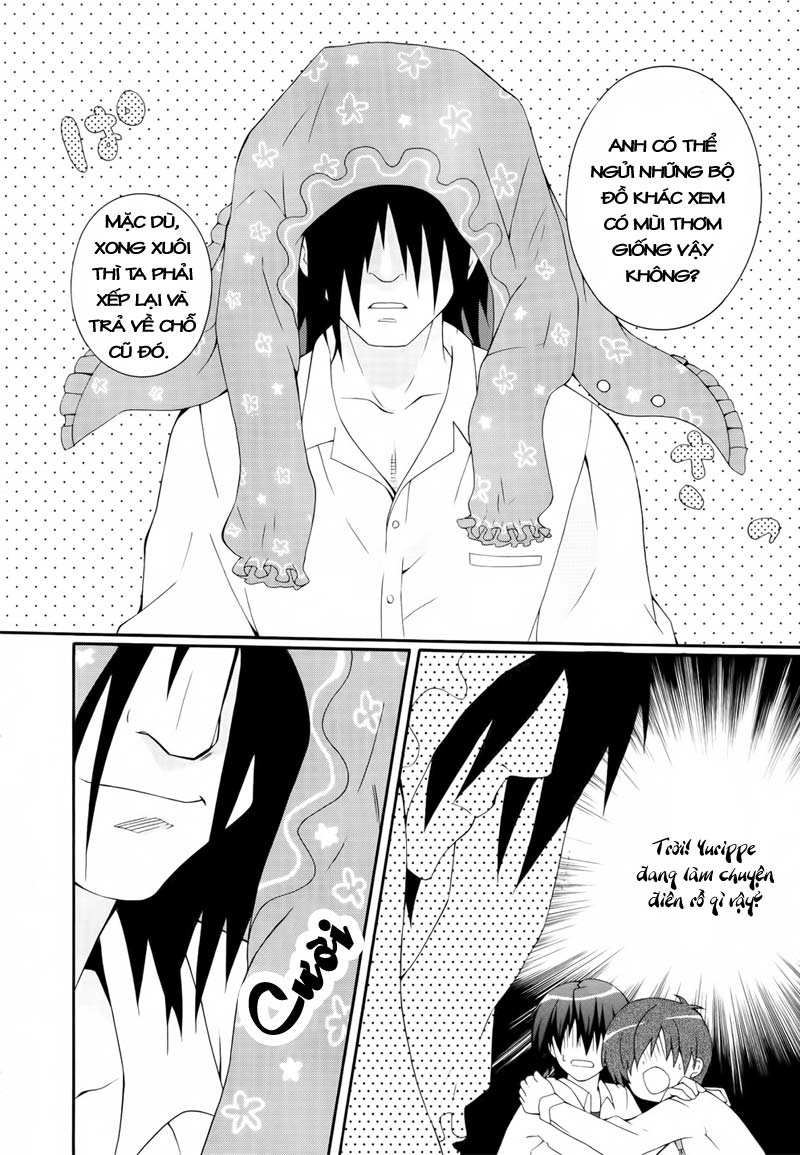 ANH CÓ THỂ
NGỬI NHỮNG BỘ
ĐỒ KHÁC XEM
CÓ MÙI THƠM
GIỐNG VẬY
KHÔNG?
MẶC DÙ,
XONG XUÔI
THÌ TA PHẢI
XẾP LẠI VÀ
TRẢ VỀ CHỖ
CŨ ĐÓ.
Trời! Yurippe
đang làm chuyện
điên rồ gì vậy?
Cười